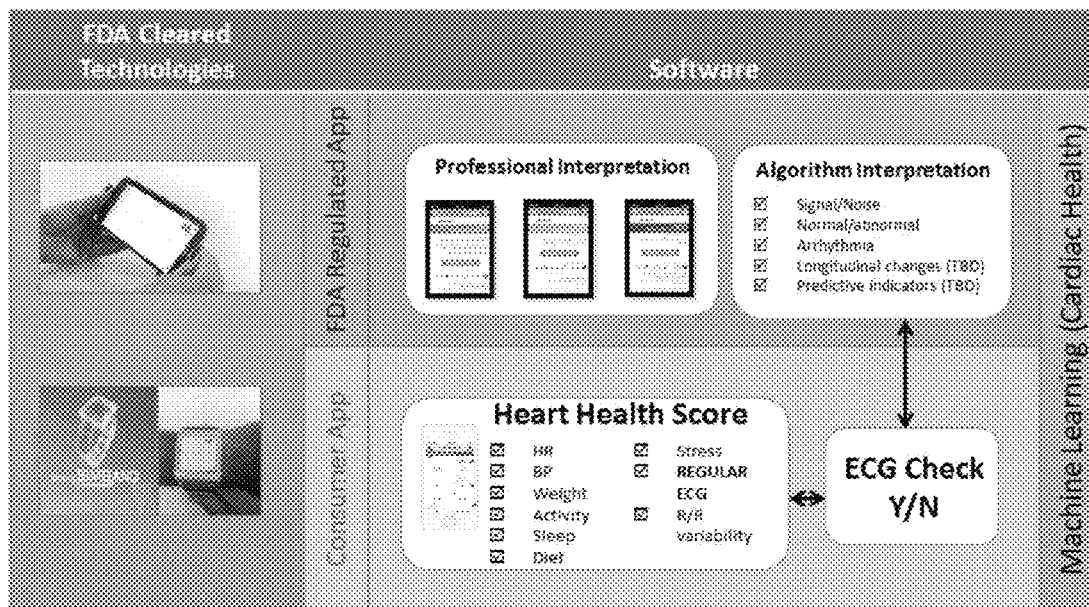 FDA Cleared
Technologies
Software
FDA Regulated App
Professional Interpretation
Algorithm Interpretation
☑ Signal/Noise
☑ Normal/abnormal
☑ Arrhythmia
☑ Longitudinal changes (TBD)
☑ Predictive indicators (TBD)
Consumer App
Heart Health Score
☑ HR
☑ BP
☑ Weight
☑ Activity
☑ Sleep
☑ Diet
☑ Stress
☑ REGULAR
ECG
☑ R/R
variability
ECG Check
Y/N
Machine Learning (Cardiac Health)